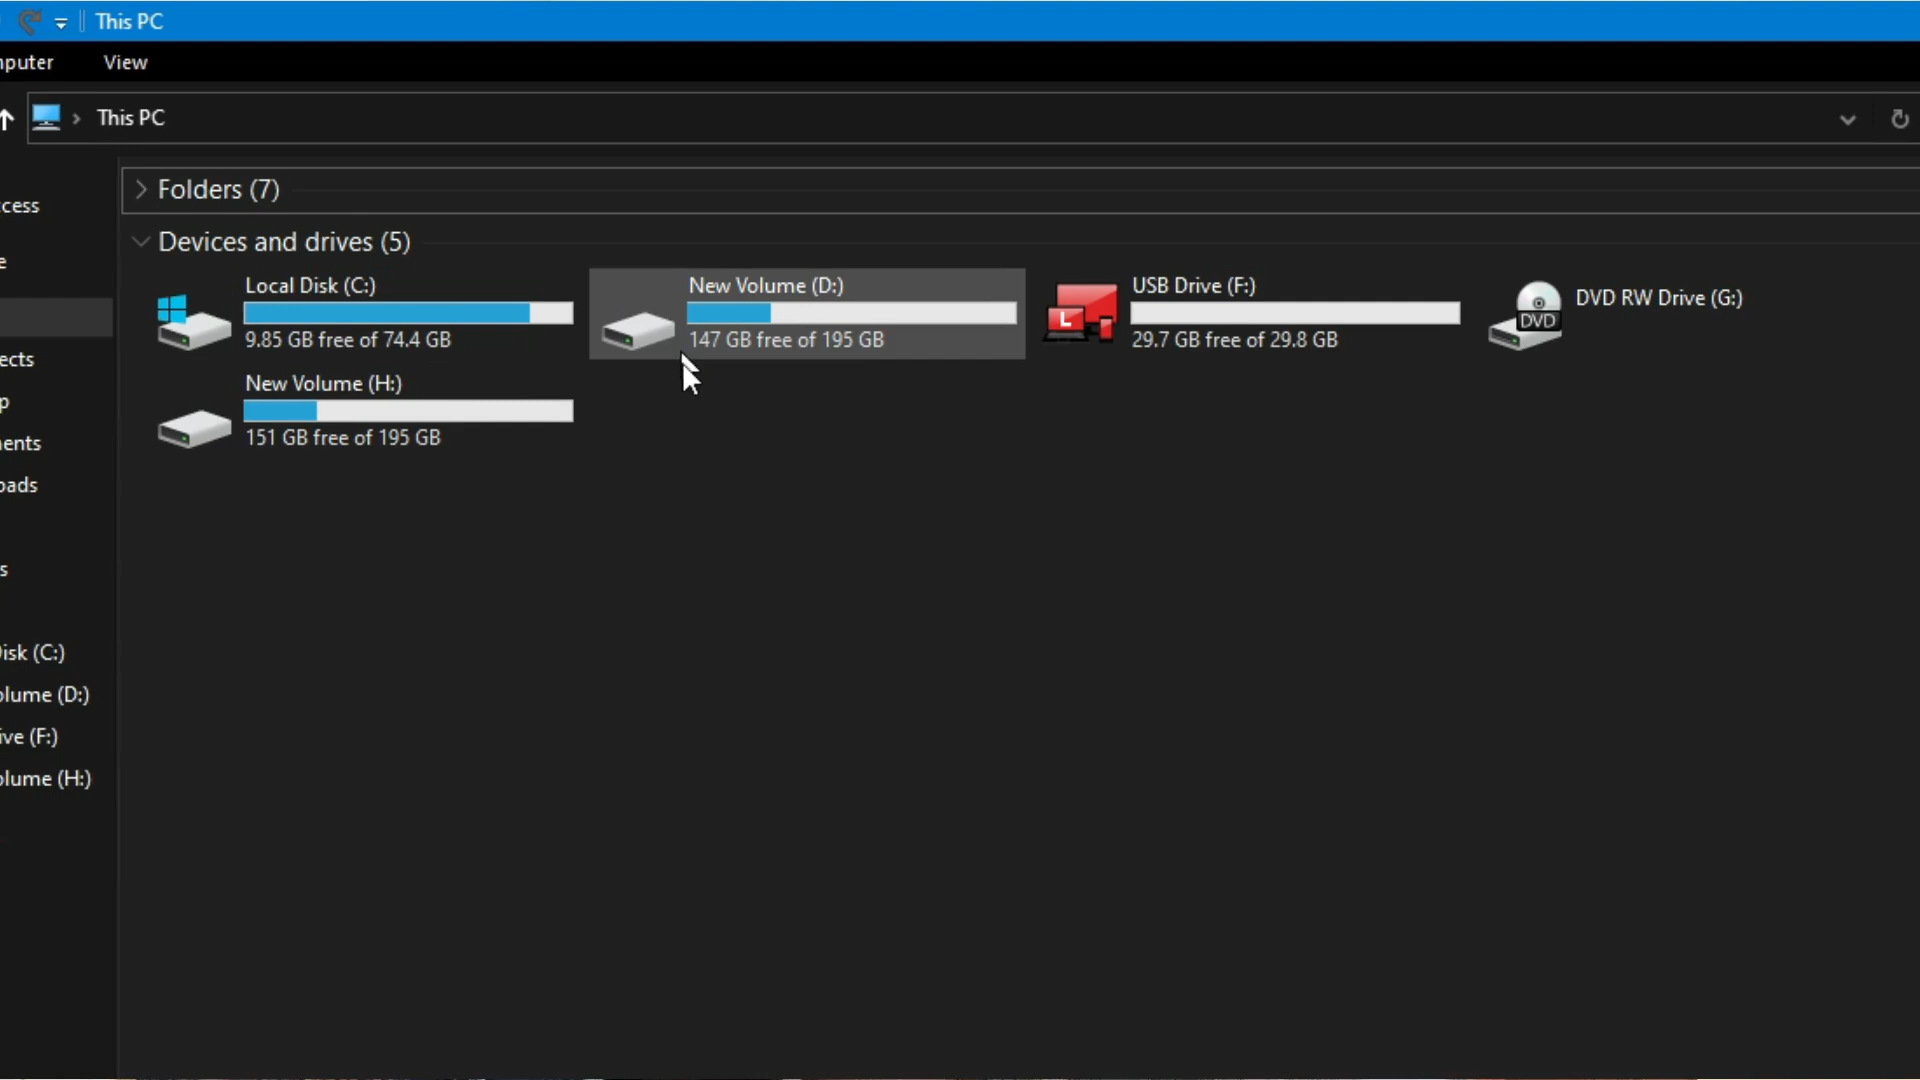 This PC
mputer View
This PC
Folders (7)
Devices and drives (5)
Local Disk (C:)
9.85 GB free of 74.4 GB
New Volume (D:)
147 GB free of 195 GB
USB Drive (F:)
L
29.7 GB free of 29.8 GB
DVD RW Drive (G:)
DVD
New Volume (H:)
151 GB free of 195 GB
cess
e
ects
p
ents
oads
s
isk (C:)
olume (D:)
ive (F:)
olume (H:)